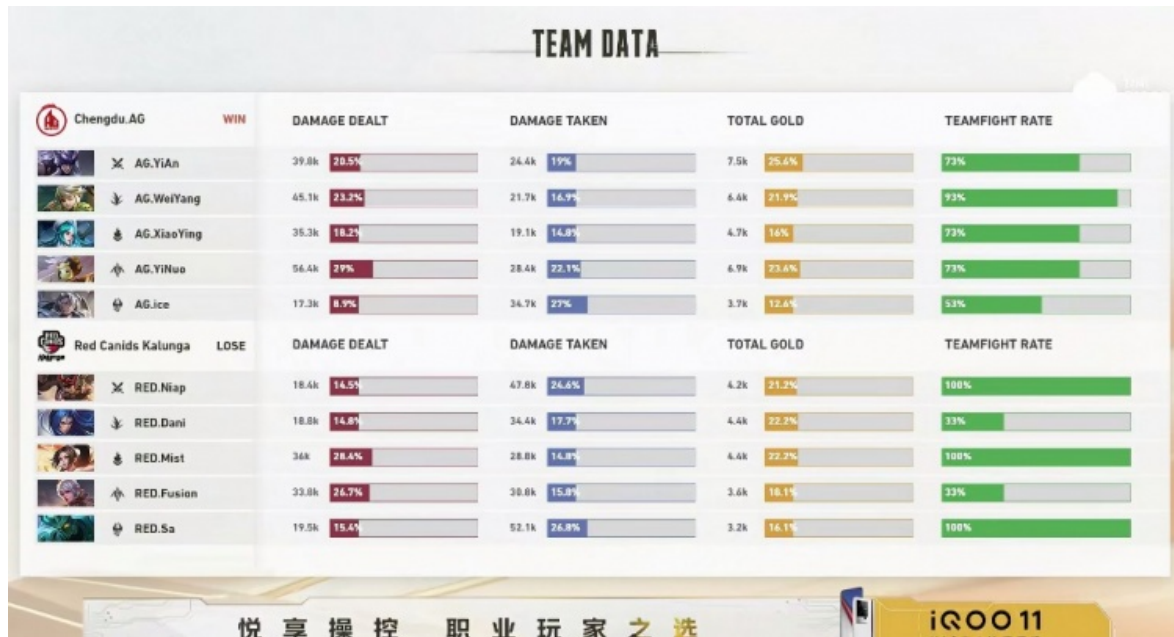 TEAM DATA
Chengdu.AG WIN DAMAGE DEALT DAMAGE TAKEN TOTAL GOLD TEAMFIGHT RATE
AG.YiAn 39.8k 20.5% 24.4k 19% 7.5k 25.6% 73%
AG.WeiYang 45.1k 23.2% 21.7k 16.9% 6.4k 21.9% 93%
AG.XiaoYing 35.3k 18.2% 19.1k 14.8% 4.7k 16% 73%
AG.YiNuo 56.4k 29% 28.4k 22.1% 6.9k 23.6% 73%
AG.ice 17.3k 8.9% 34.7k 27% 3.7k 12.6% 53%
Red Canids Kalunga LOSE DAMAGE DEALT DAMAGE TAKEN TOTAL GOLD TEAMFIGHT RATE
RED.Niap 18.4k 14.5% 47.8k 24.6% 4.2k 21.2% 100%
RED.Dani 18.8k 14.8% 34.4k 17.7% 4.4k 22.2% 33%
RED.Mist 36k 28.4% 28.8k 14.8% 4.4k 22.2% 100%
RED.Fusion 33.8k 26.7% 30.8k 15.8% 3.6k 18.1% 33%
RED.Sa 19.5k 15.4% 52.1k 26.8% 3.2k 16.1% 100%
悦享操控 职业玩家之选 iQOO 11